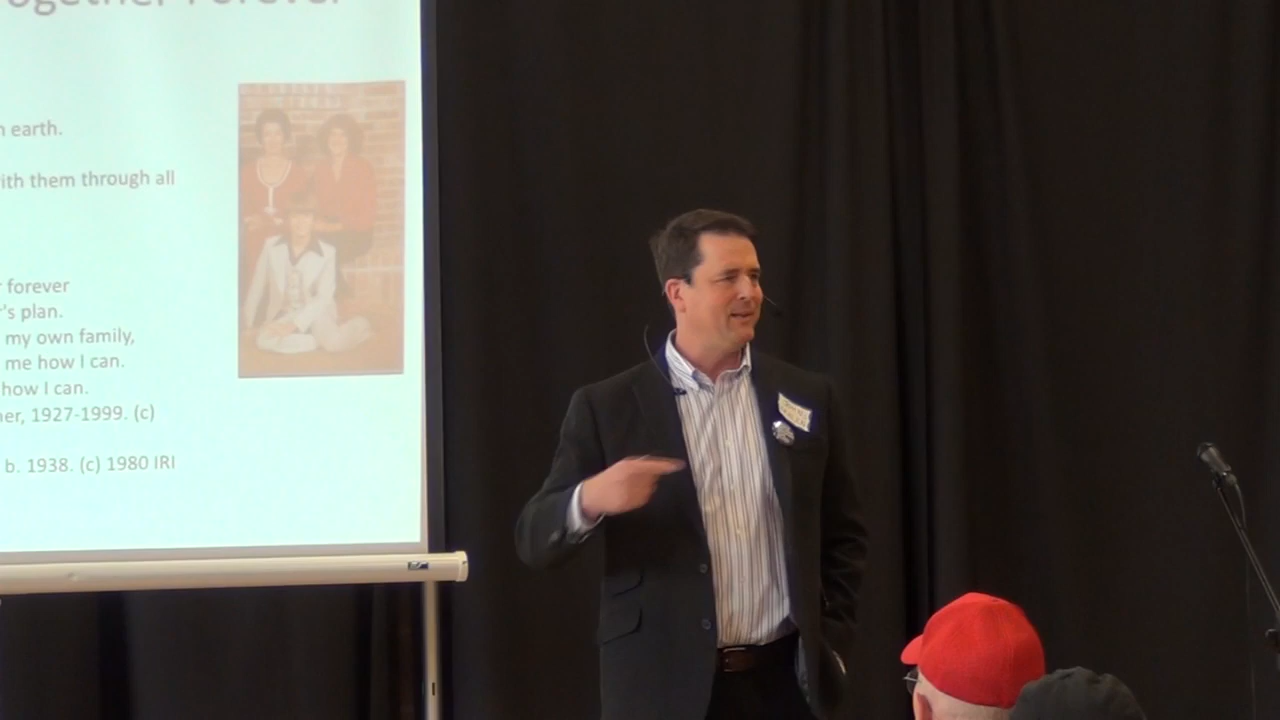 ogether Forever
n earth.
ith them through all
r forever
r's plan.
my own family,
me how I can.
how I can.
ner, 1927-1999. (c)
b. 1938. (c) 1980 IRI